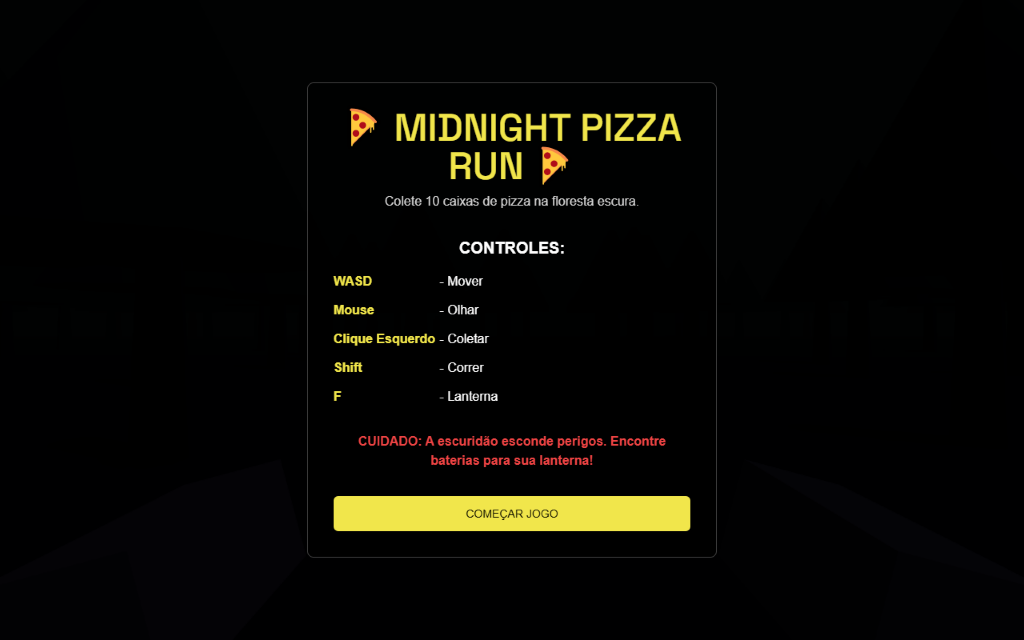 MIDNIGHT PIZZA
RUN
Colete 10 caixas de pizza na floresta escura.
CONTROLES:
WASD - Mover
Mouse - Olhar
Clique Esquerdo - Coletar
Shift - Correr
F - Lanterna
CUIDADO: A escuridão esconde perigos. Encontre
baterias para sua lanterna!
COMEÇAR JOGO